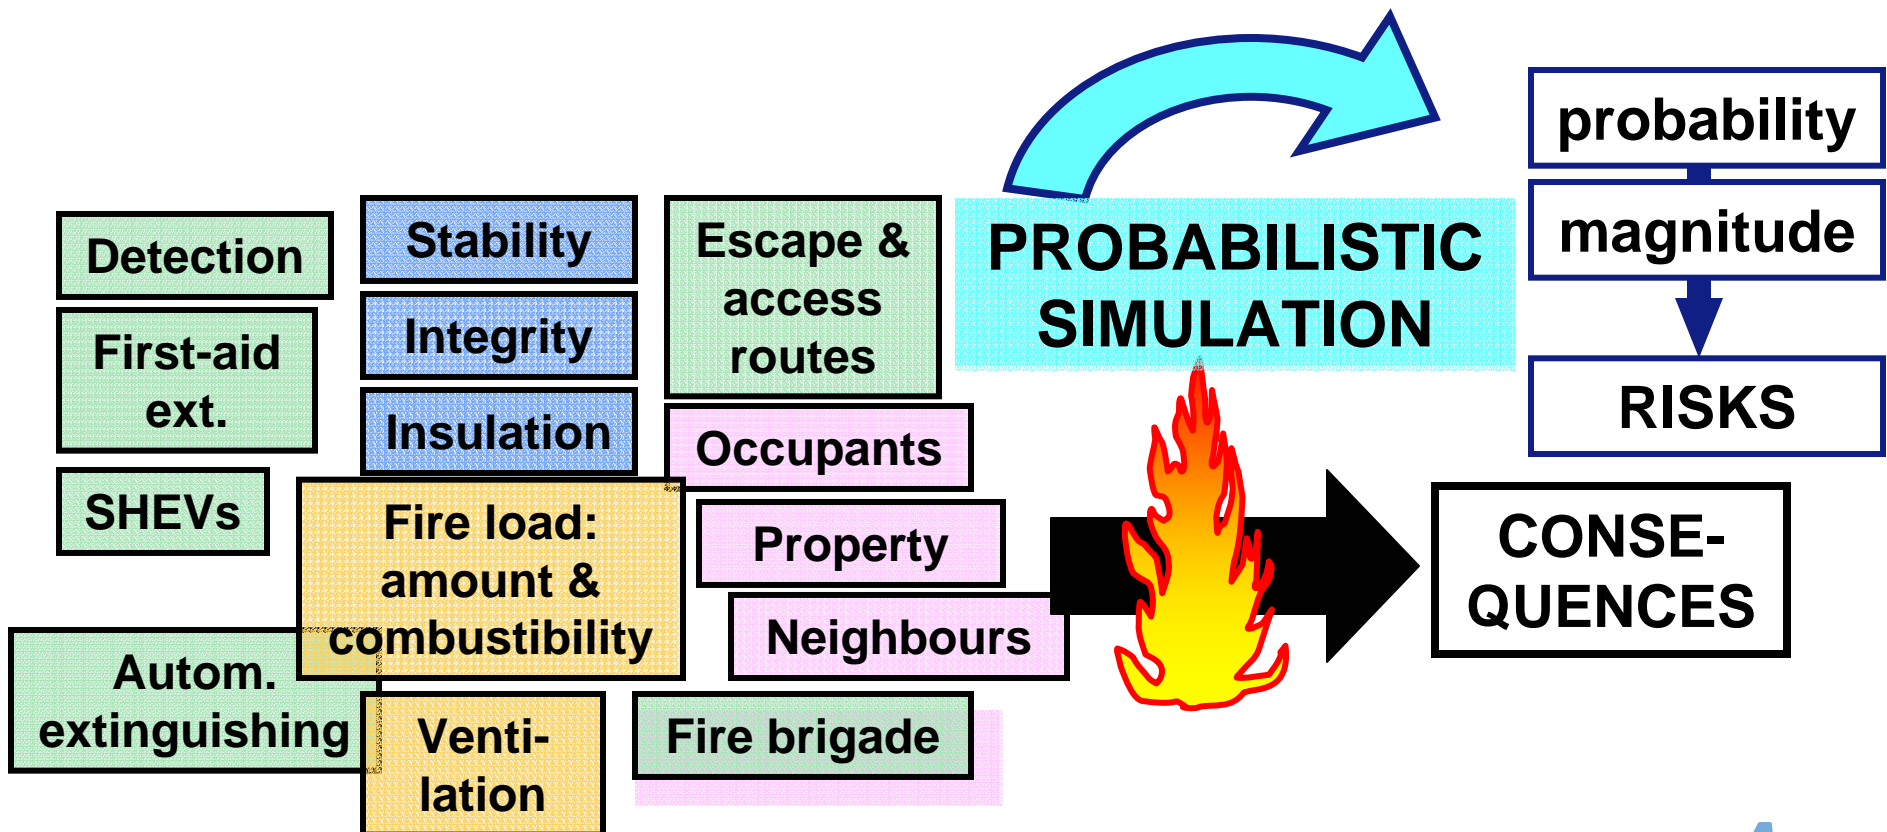 Detection
First-aid
ext.
SHEVs
Autom.
extinguishing
Stability
Integrity
Insulation
Fire load:
amount &
combustibility
Venti-
lation
Escape &
access
routes
Occupants
Property
Neighbours
Fire brigade
PROBABILISTIC
SIMULATION
probability
magnitude
RISKS
CONSE-
QUENCES